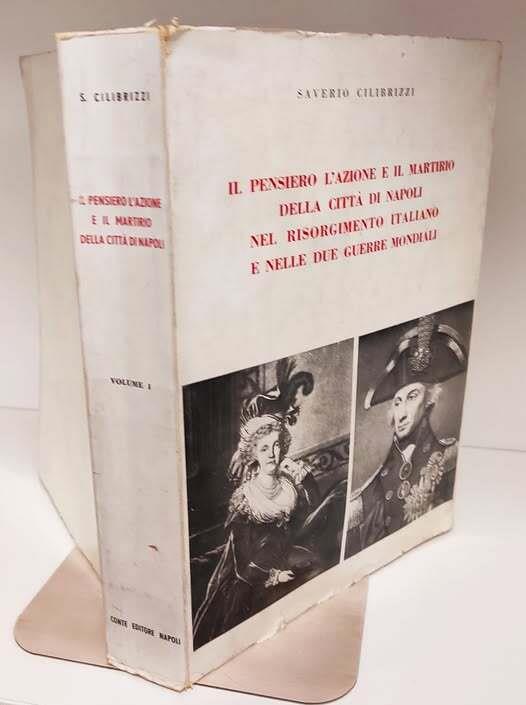 S. CILIBRIZZI
IL PENSIERO L'AZIONE
E IL MARTIRIO
DELLA CITTÀ DI NAPOLI
VOLUME I
CONTE EDITORE NAPOLI
SAVERIO CILIBRIZZI
IL PENSIERO L'AZIONE E IL MARTIRIO
DELLA CITTÀ DI NAPOLI
NEL RISORGIMENTO ITALIANO
E NELLE DUE GUERRE MONDIALI